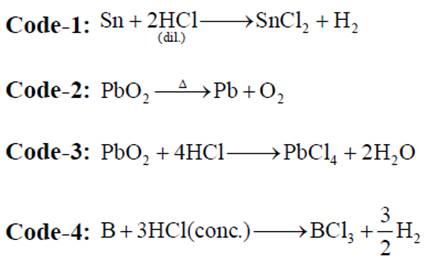 Code-1: Sn + 2HCl ⟶ SnCl₂ + H₂
(dil.)
Code-2: PbO₂ —Δ→ Pb + O₂
Code-3: PbO₂ + 4HCl ⟶ PbCl₄ + 2H₂O
Code-4: B + 3HCl(conc.) ⟶ BCl₃ + 3/2 H₂